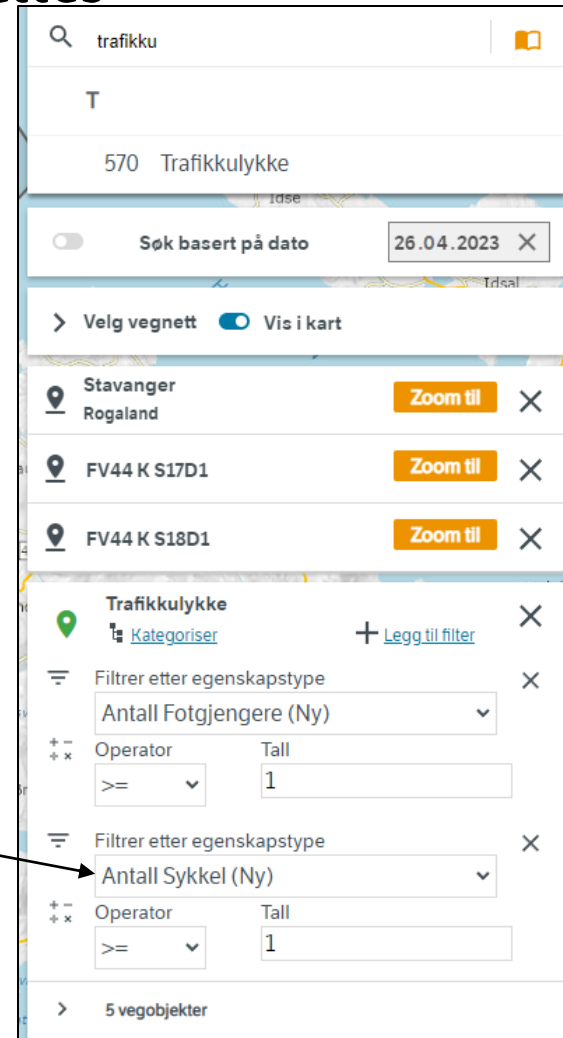 trafikku
T
570 Trafikkulykke
Idse
Søk basert på dato 26.04.2023
Idsal
Velg vegnett Vis i kart
Stavanger Zoom til
Rogaland
FV44 K S17D1 Zoom til
FV44 K S18D1 Zoom til
Trafikkulykke
Kategoriser Legg til filter
Filtrer etter egenskapstype
Antall Fotgjengere (Ny)
Operator Tall
>= 1
Filtrer etter egenskapstype
Antall Sykkel (Ny)
Operator Tall
>= 1
5 vegobjekter